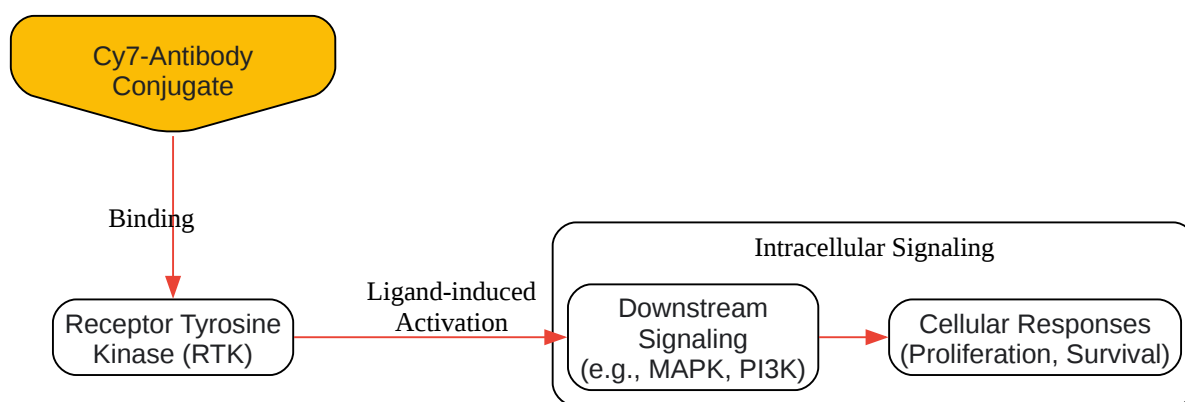 Cy7-Antibody
Conjugate
Binding
Receptor Tyrosine
Kinase (RTK)
Ligand-induced
Activation
Intracellular Signaling
Downstream
Signaling
(e.g., MAPK, PI3K)
Cellular Responses
(Proliferation, Survival)